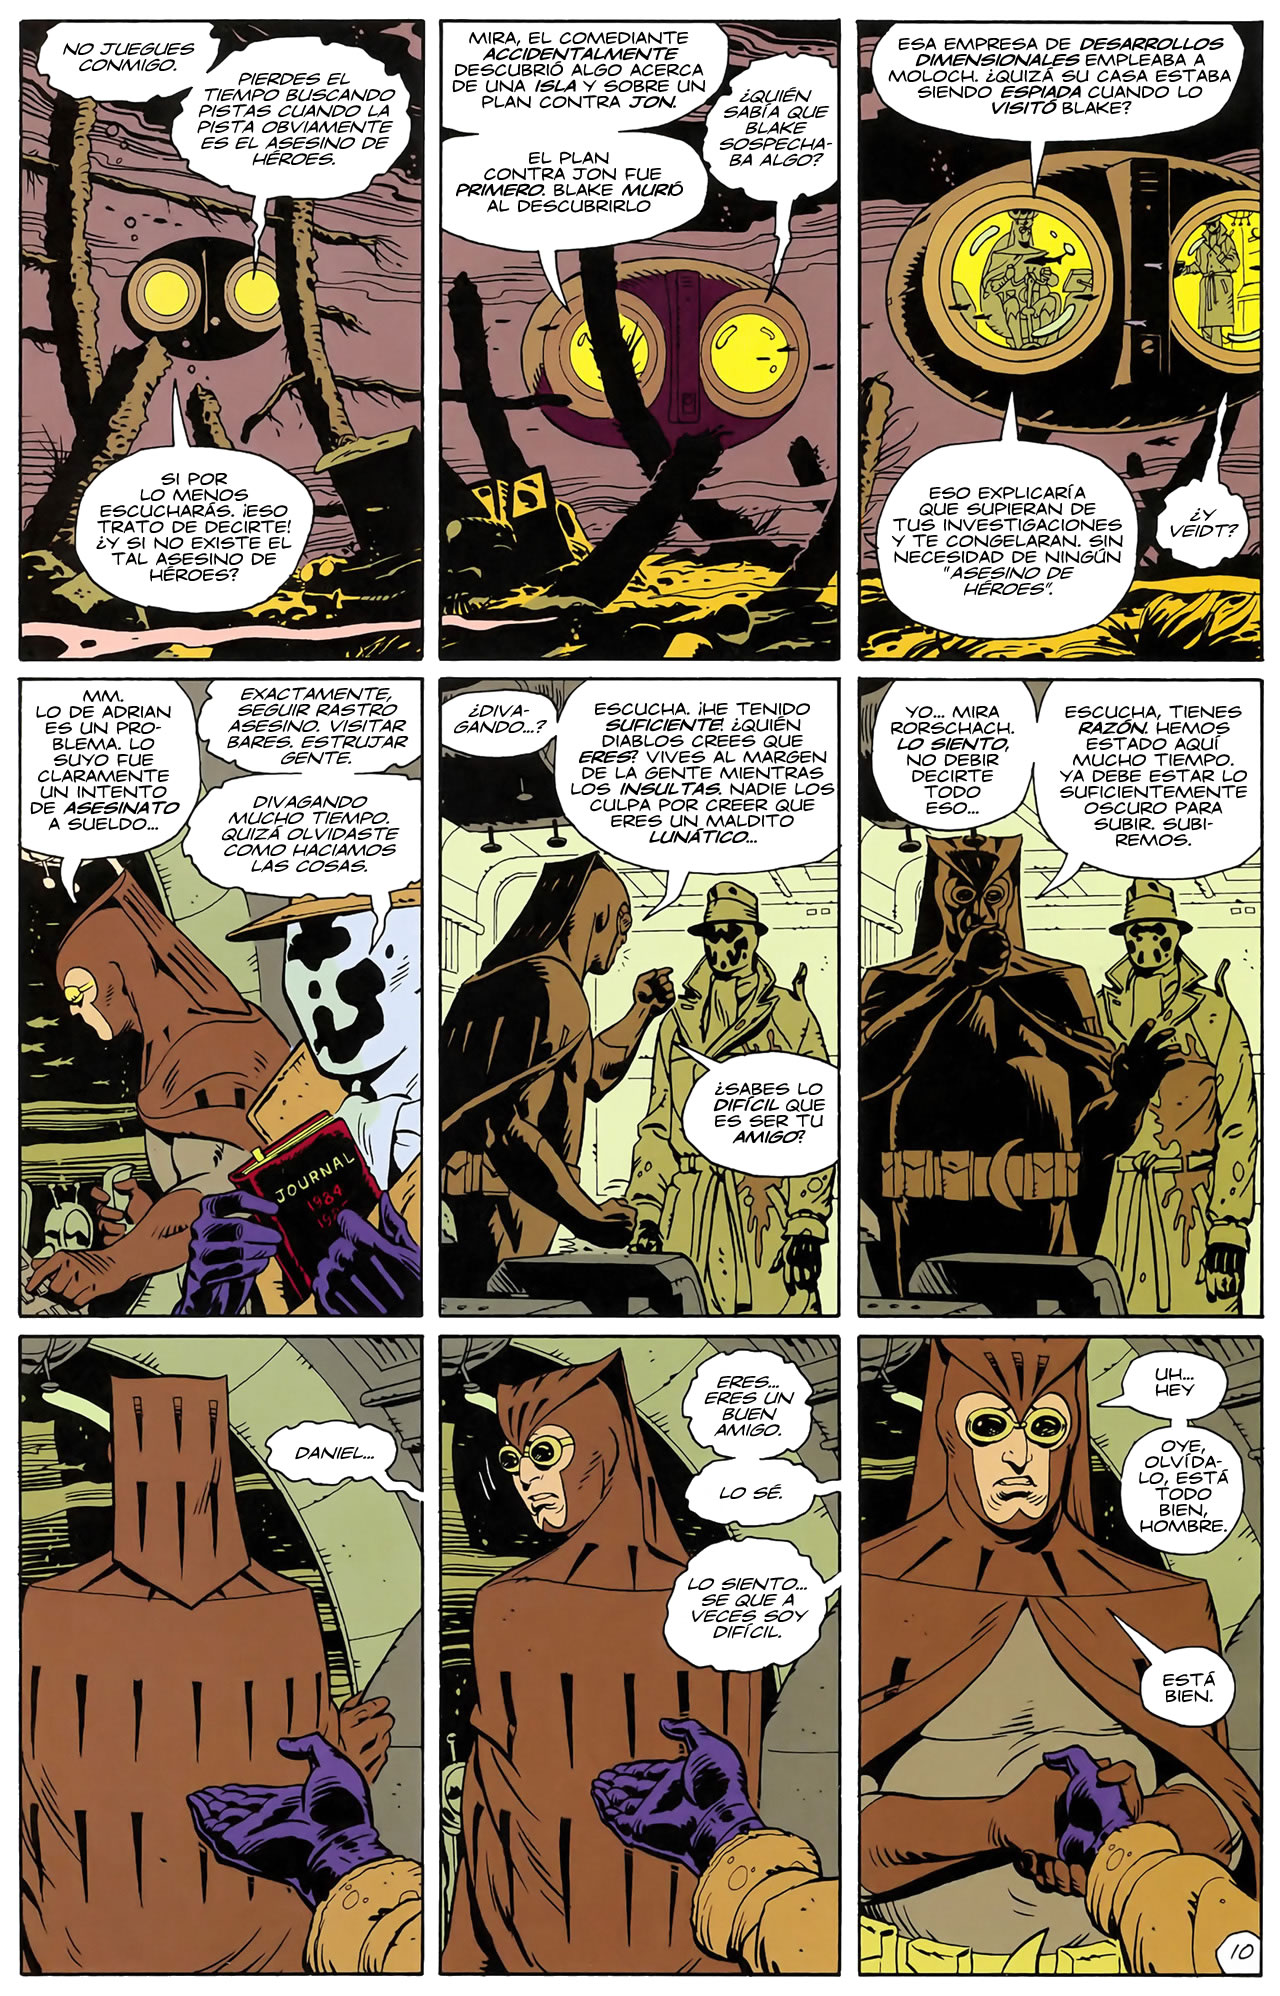 NO JUEGUES
CONMIGO.
PIERDES EL
TIEMPO BUSCANDO
PISTAS CUANDO LA
PISTA OBVIAMENTE
ES EL ASESINO DE
HÉROES.
SI POR
LO MENOS
ESCUCHARÁS. ¡ESO
TRATO DE DECIRTE!
¿Y SI NO EXISTE EL
TAL ASESINO DE
HÉROES?
MIRA, EL COMEDIANTE
ACCIDENTALMENTE
DESCUBRIÓ ALGO ACERCA
DE UNA ISLA Y SOBRE UN
PLAN CONTRA JON.
EL PLAN
CONTRA JON FUE
PRIMERO. BLAKE MURIÓ
AL DESCUBRIRLO
¿QUIÉN
SABÍA QUE
BLAKE
SOSPECHA-
BA ALGO?
ESA EMPRESA DE DESARROLLOS
DIMENSIONALES EMPLEABA A
MOLOCH. ¿QUIZÁ SU CASA ESTABA
SIENDO ESPIADA CUANDO LO
VISITÓ BLAKE?
ESO EXPLICARÍA
QUE SUPIERAN DE
TUS INVESTIGACIONES
Y TE CONGELARAN. SIN
NECESIDAD DE NINGÚN
"ASESINO DE
HÉROES".
¿Y
VEIDT?
MM.
LO DE ADRIAN
ES UN PRO-
BLEMA. LO
SUYO FUE
CLARAMENTE
UN INTENTO
DE ASESINATO
A SUELDO...
EXACTAMENTE,
SEGUIR RASTRO
ASESINO. VISITAR
BARES. ESTRUJAR
GENTE.
DIVAGANDO
MUCHO TIEMPO.
QUIZÁ OLVIDASTE
COMO HACIAMOS
LAS COSAS.
JOURNAL
1984
¿DIVA-
GANDO...?
ESCUCHA. ¡HE TENIDO
SUFICIENTE! ¿QUIÉN
DIABLOS CREES QUE
ERES? VIVES AL MARGEN
DE LA GENTE MIENTRAS
LOS INSULTAS. NADIE LOS
CULPA POR CREER QUE
ERES UN MALDITO
LUNÁTICO...
¿SABES LO
DIFÍCIL QUE
ES SER TU
AMIGO?
YO... MIRA
RORSCHACH.
LO SIENTO,
NO DEBIR
DECIRTE
TODO
ESO...
ESCUCHA, TIENES
RAZÓN. HEMOS
ESTADO AQUÍ
MUCHO TIEMPO.
YA DEBE ESTAR LO
SUFICIENTEMENTE
OSCURO PARA
SUBIR. SUBI-
REMOS.
DANIEL...
ERES...
ERES UN
BUEN
AMIGO.
LO SÉ.
LO SIENTO...
SE QUE A
VECES SOY
DIFÍCIL.
UH...
HEY
OYE,
OLVÍDA-
LO, ESTÁ
TODO
BIEN,
HOMBRE.
ESTÁ
BIEN.
10